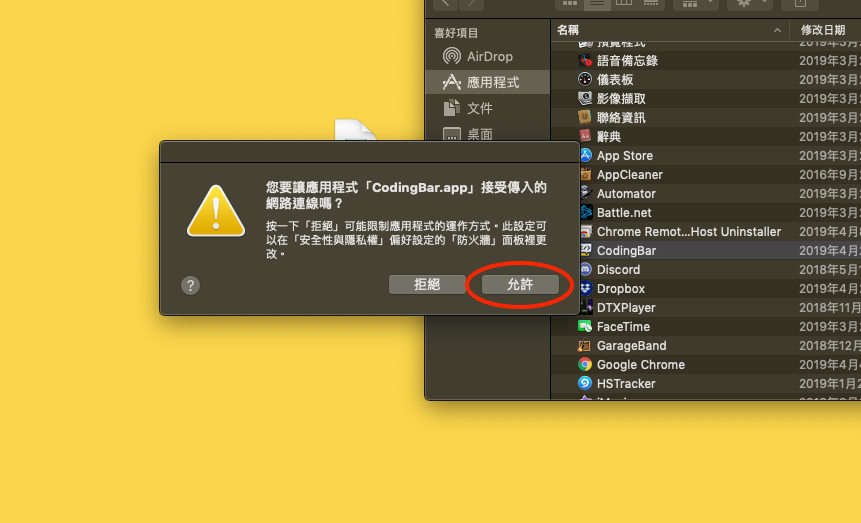 喜好項目
AirDrop
應用程式
文件
桌面
名稱
修改日期
預覽程式 2019年3月2
語音備忘錄 2019年3月2
儀表板 2019年3月2
影像擷取 2019年3月2
聯絡資訊 2019年3月2
辭典 2019年3月2
App Store 2019年3月2
AppCleaner 2016年9月2
Automator 2019年3月2
Battle.net 2019年3月2
Chrome Remot...Host Uninstaller 2019年4月8
CodingBar 2019年4月2
Discord 2018年5月1
Dropbox 2019年4月2
DTXPlayer 2018年11月
FaceTime 2019年3月2
GarageBand 2018年12月
Google Chrome 2019年4月4
HSTracker 2019年1月2
您要讓應用程式「CodingBar.app」接受傳入的
網路連線嗎？
按一下「拒絕」可能限制應用程式的運作方式。此設定可
以在「安全性與隱私權」偏好設定的「防火牆」面板裡更
改。
?
拒絕
允許